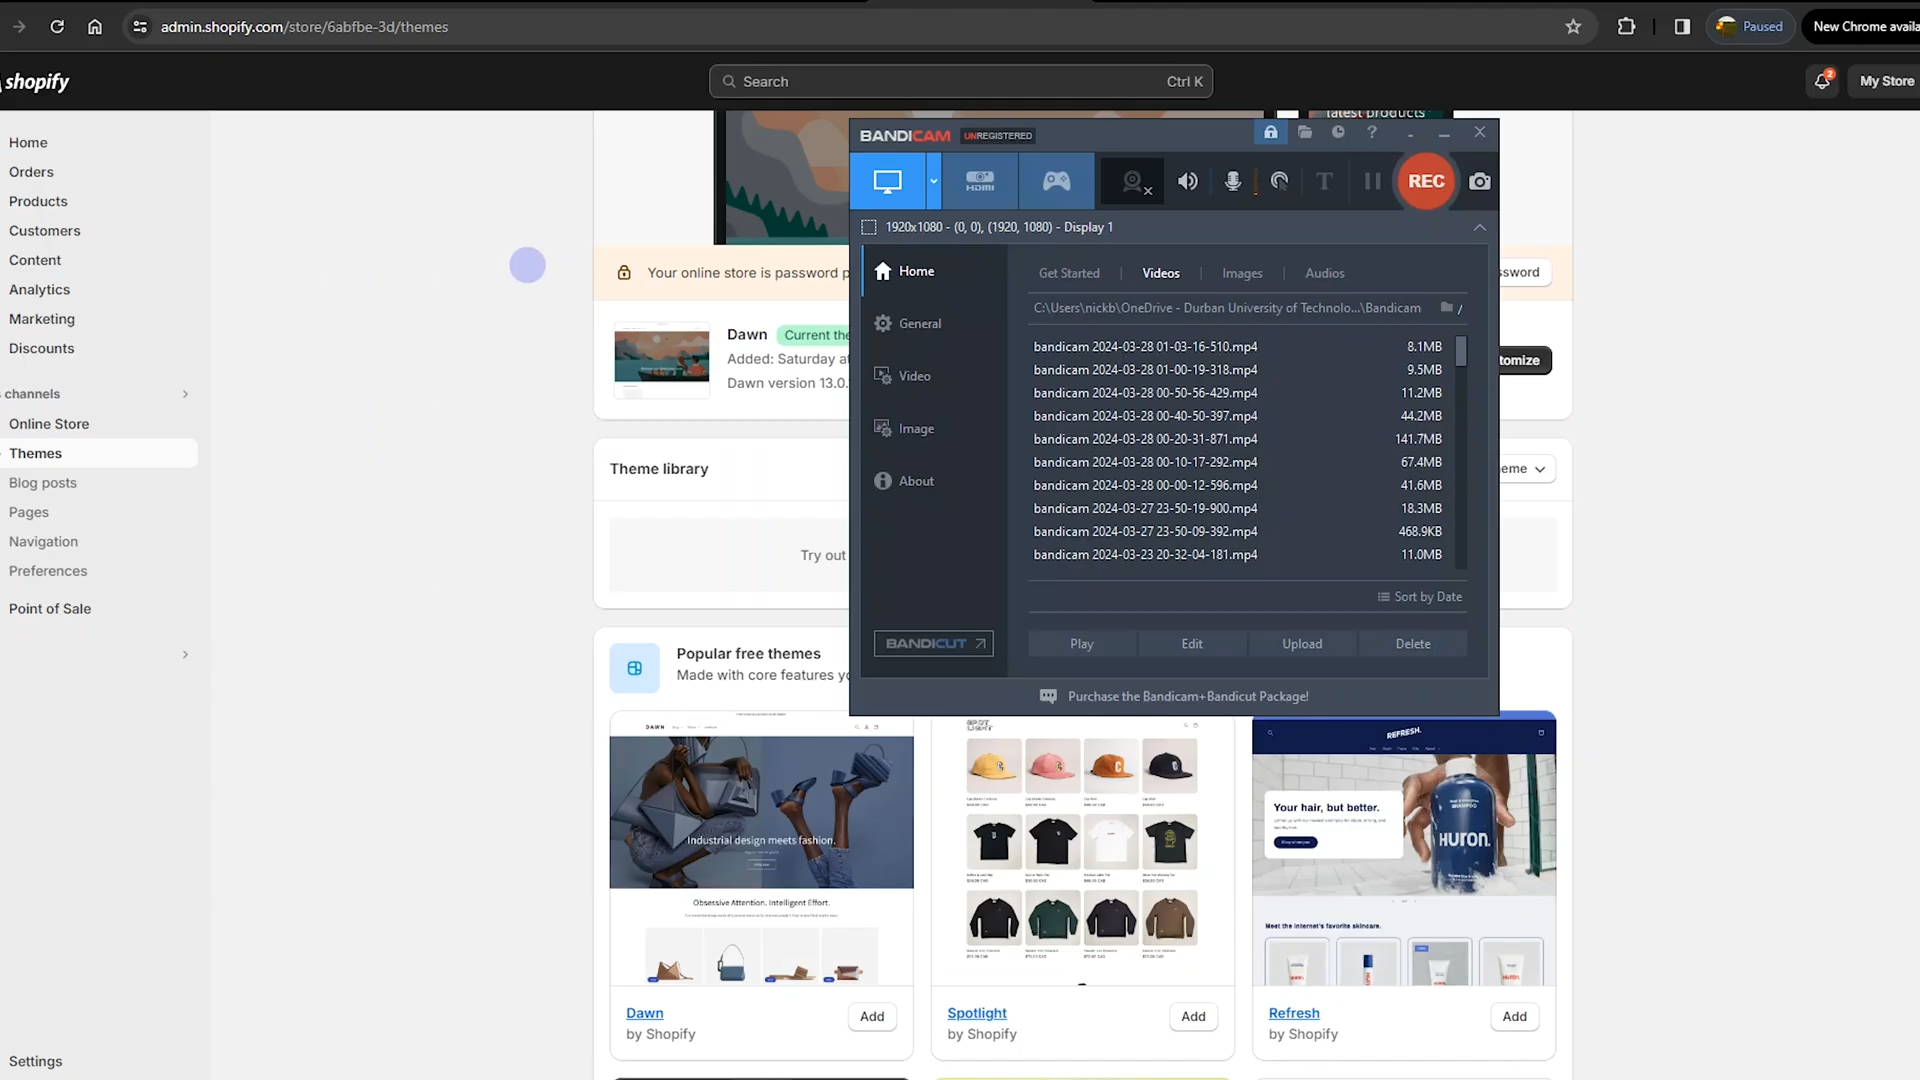 admin.shopify.com/store/6abfbe-3d/themes
Paused
New Chrome availa
shopify
Search
Ctrl K
2
My Store
Home
Orders
Products
Customers
Content
Analytics
Marketing
Discounts
channels
Online Store
Themes
Blog posts
Pages
Navigation
Preferences
Point of Sale
Settings
latest products
Your online store is password p
ssword
Dawn
Current the
Added: Saturday at
Dawn version 13.0.
tomize
Theme library
eme
Try out
Popular free themes
Made with core features yo
BANDICAM
UNREGISTERED
HDMI
REC
1920x1080 - (0, 0), (1920, 1080) - Display 1
Home
General
Video
Image
About
BANDICUT
Get Started
Videos
Images
Audios
C:\Users\nickb\OneDrive - Durban University of Technolo...\Bandicam
bandicam 2024-03-28 01-03-16-510.mp4 8.1MB
bandicam 2024-03-28 01-00-19-318.mp4 9.5MB
bandicam 2024-03-28 00-50-56-429.mp4 11.2MB
bandicam 2024-03-28 00-40-50-397.mp4 44.2MB
bandicam 2024-03-28 00-20-31-871.mp4 141.7MB
bandicam 2024-03-28 00-10-17-292.mp4 67.4MB
bandicam 2024-03-28 00-00-12-596.mp4 41.6MB
bandicam 2024-03-27 23-50-19-900.mp4 18.3MB
bandicam 2024-03-27 23-50-09-392.mp4 468.9KB
bandicam 2024-03-23 20-32-04-181.mp4 11.0MB
Sort by Date
Play
Edit
Upload
Delete
Purchase the Bandicam+Bandicut Package!
DAWN
Industrial design meets fashion.
Obsessive Attention. Intelligent Effort.
Dawn
by Shopify
Add
SPOTLIGHT
Spotlight
by Shopify
Add
REFRESH.
Your hair, but better.
HURON.
Meet the internet's favorite skincare.
Refresh
by Shopify
Add